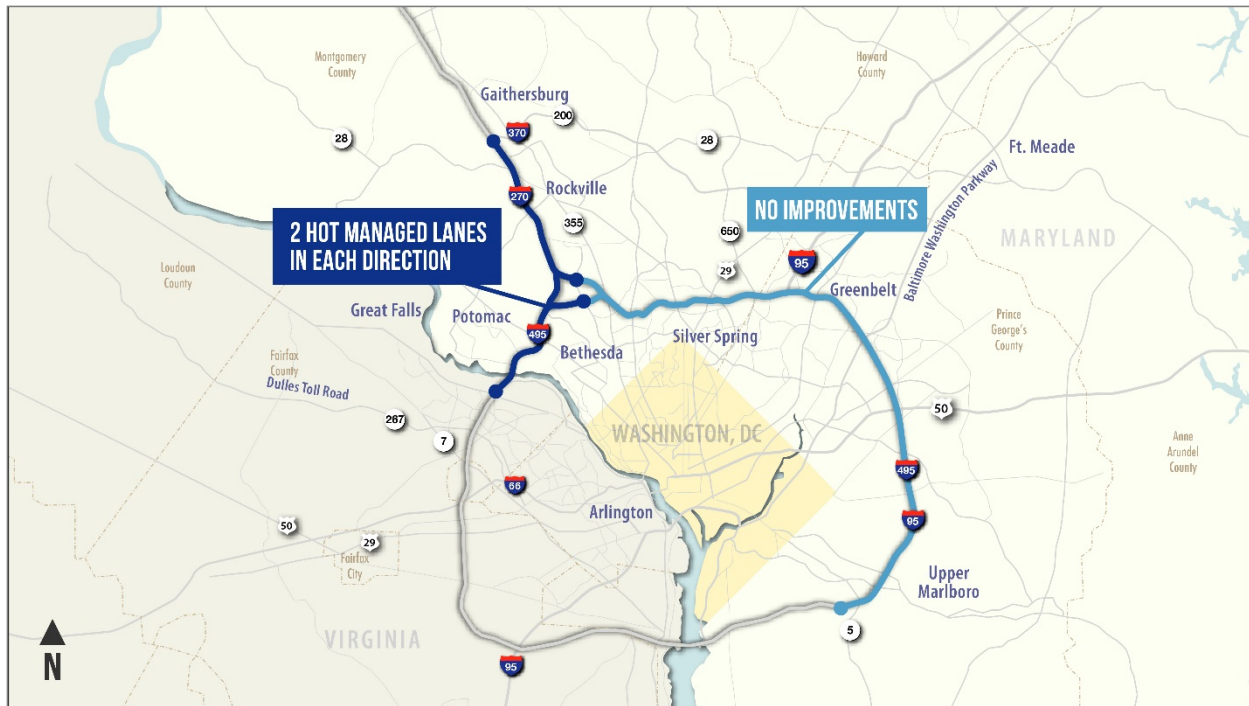 Montgomery
County
Howard
County
Gaithersburg
370
200
28
28
Ft. Meade
270
Rockville
355
NO IMPROVEMENTS
650
2 HOT MANAGED LANES
IN EACH DIRECTION
95
29
Baltimore Washington Parkway
MARYLAND
Loudoun
County
Greenbelt
Great Falls
Potomac
495
Bethesda
Silver Spring
Prince
George's
County
Fairfax
County
Dulles Toll Road
267
7
50
WASHINGTON, DC
Anne
Arundel
County
495
66
Arlington
95
50
29
Fairfax
City
Upper
Marlboro
5
VIRGINIA
N
95